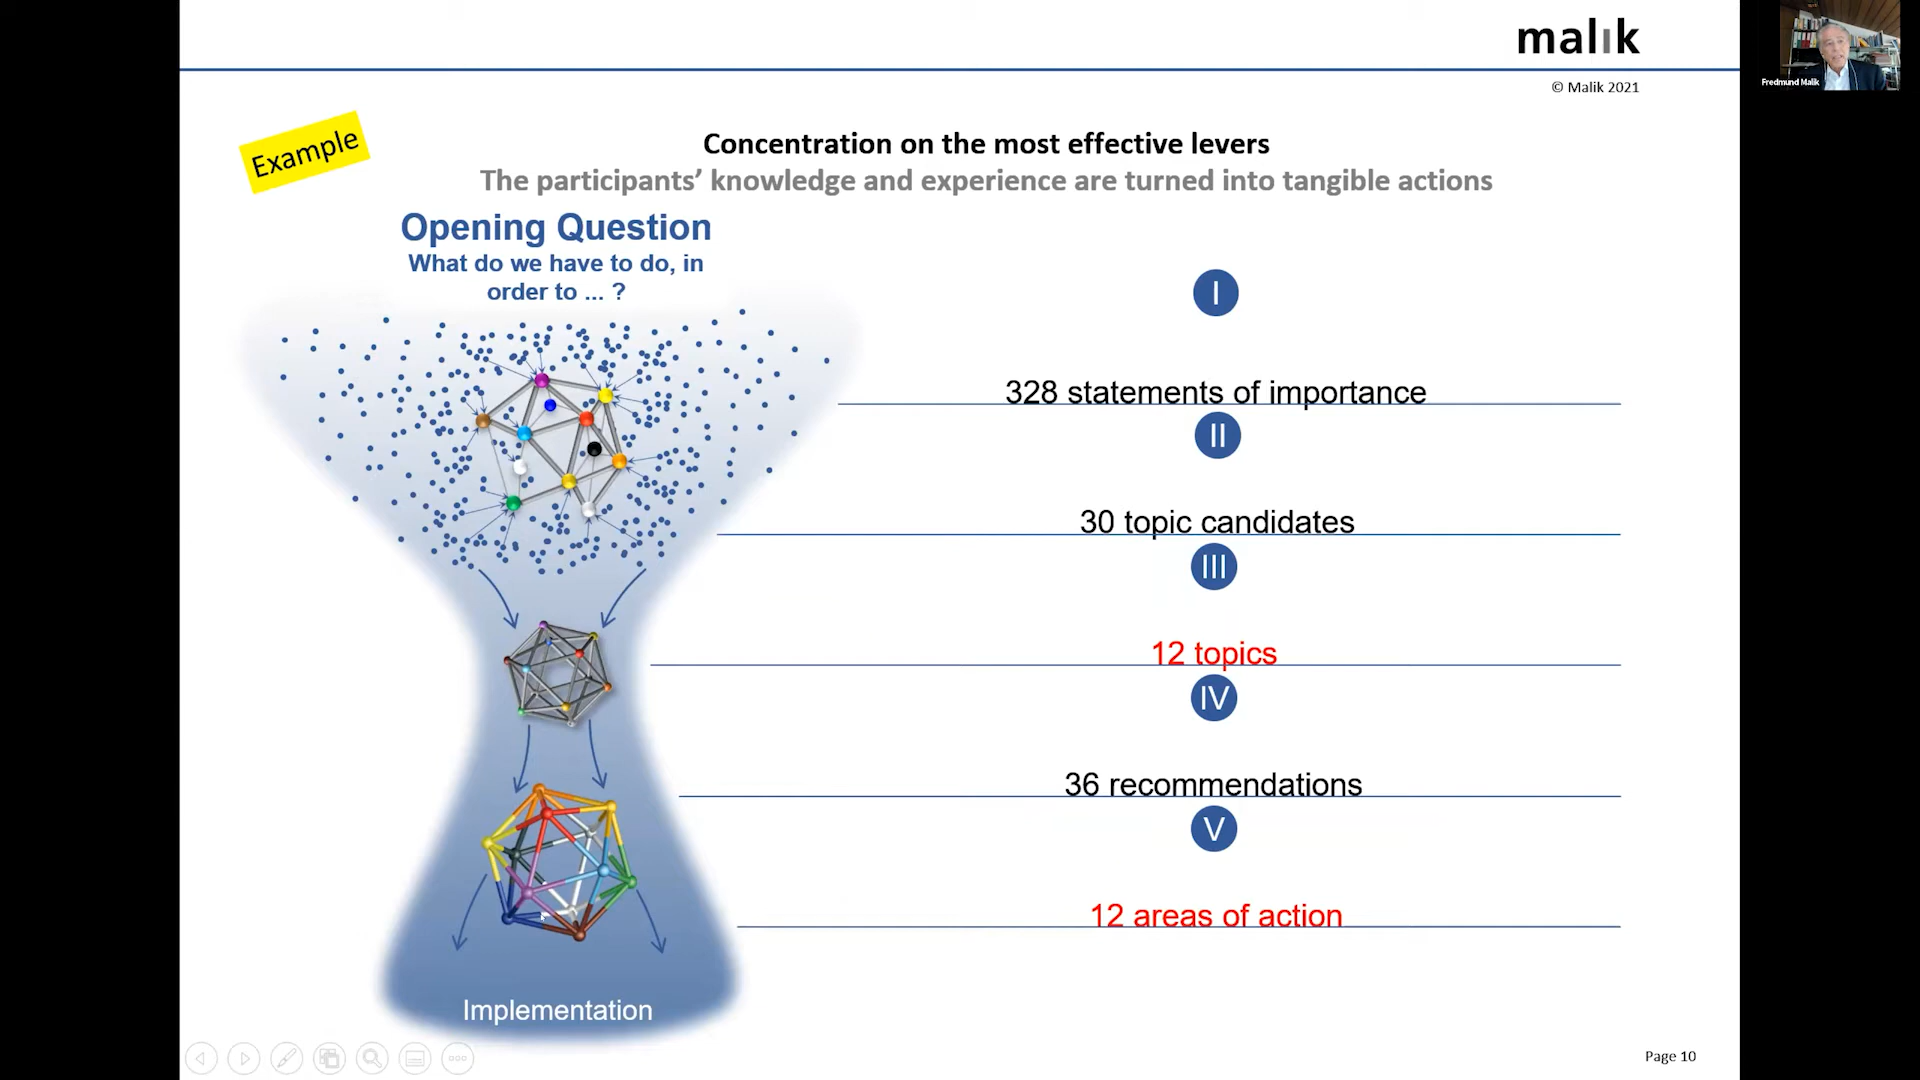 malık
Fredmund Malik
© Malik 2021
Example
Concentration on the most effective levers
The participants’ knowledge and experience are turned into tangible actions
Opening Question
What do we have to do, in
order to ... ?
I
328 statements of importance
II
30 topic candidates
III
12 topics
IV
36 recommendations
V
12 areas of action
Implementation
Page 10